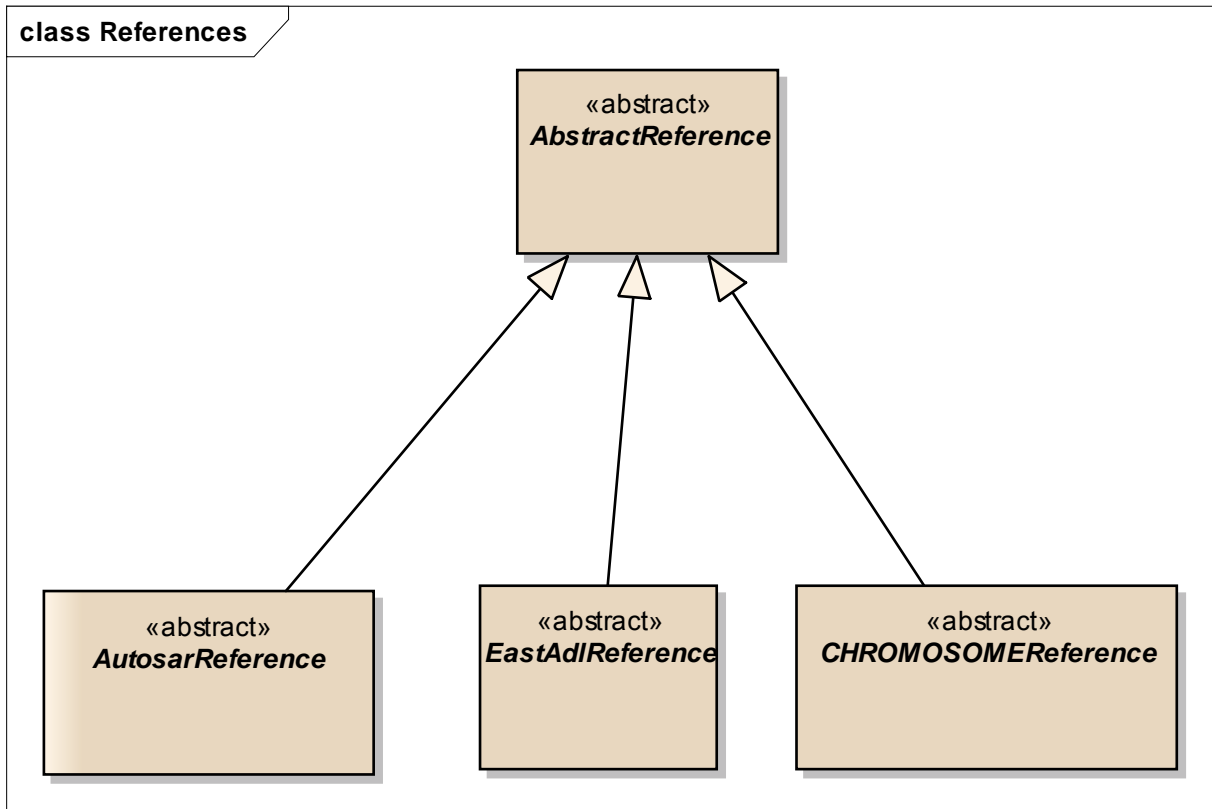 class References
«abstract»
AbstractReference
«abstract»
AutosarReference
«abstract»
EastAdlReference
«abstract»
CHROMOSOMEReference